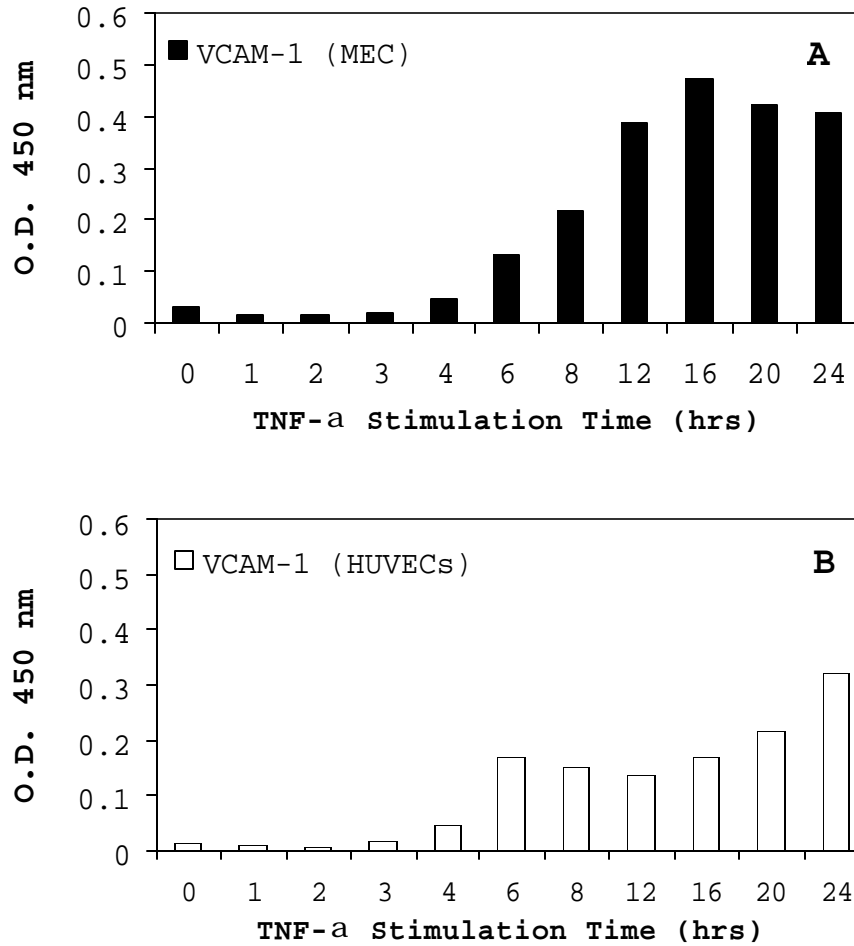 0.6
VCAM-1 (MEC)
A
0.5
0.4
0.3
0.2
0.1
0
O.D. 450 nm
0 1 2 3 4 6 8 12 16 20 24
TNF-a Stimulation Time (hrs)
0.6
VCAM-1 (HUVECs)
B
0.5
0.4
0.3
0.2
0.1
0
O.D. 450 nm
0 1 2 3 4 6 8 12 16 20 24
TNF-a Stimulation Time (hrs)